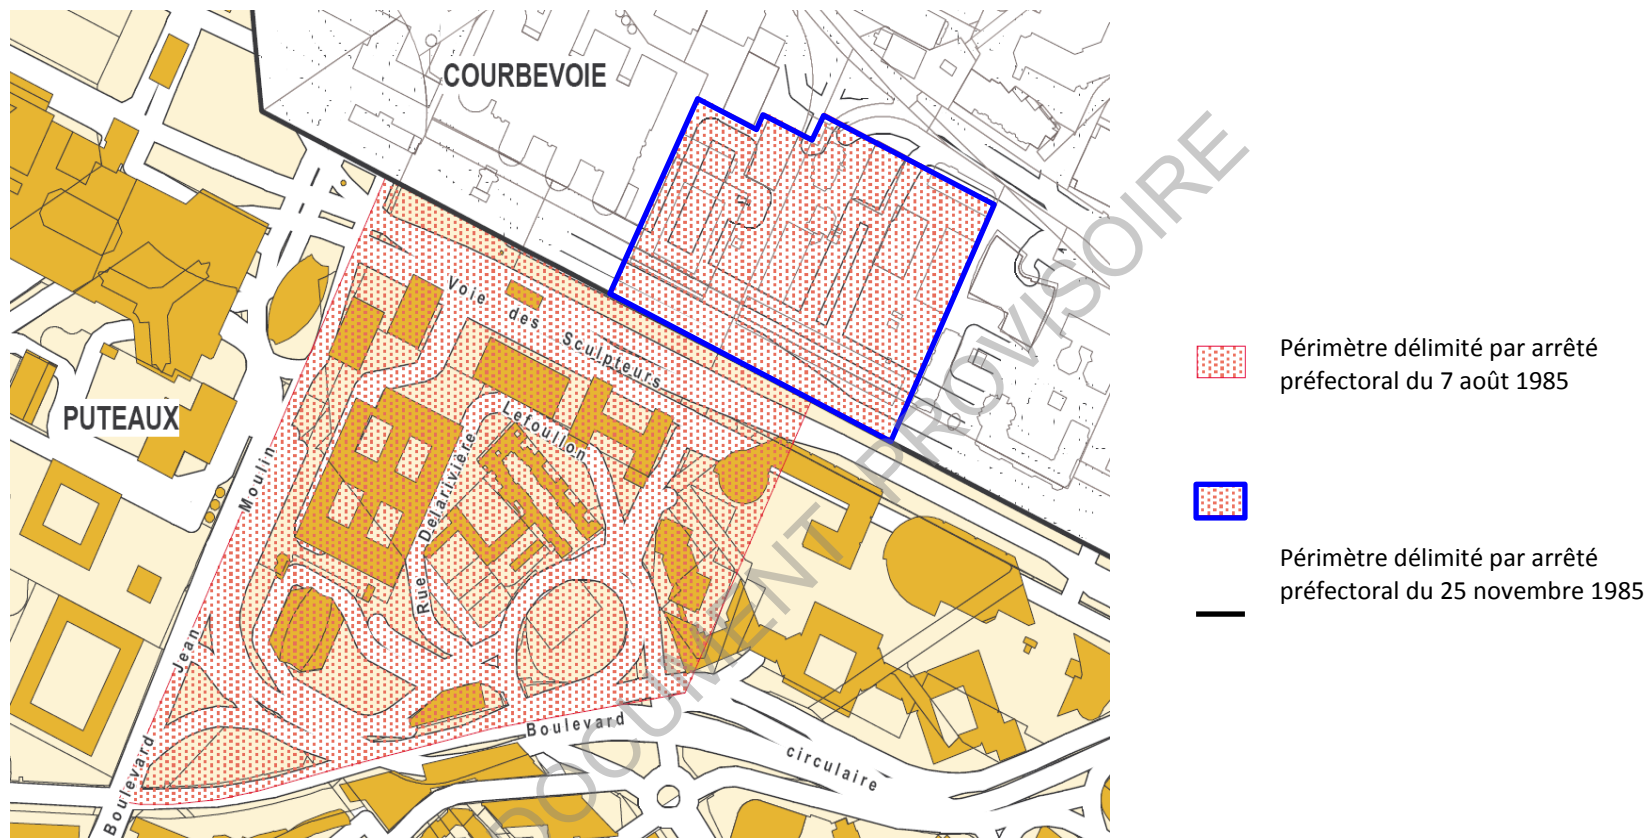 COURBEVOIE
PUTEAUX
Voie
des
Sculpteurs
Lefoullon
Rue Delarivière
Boulevard Jean Moulin
Boulevard
circulaire
DOCUMENT PROVISOIRE
Périmètre délimité par arrêté
préfectoral du 7 août 1985
Périmètre délimité par arrêté
préfectoral du 25 novembre 1985